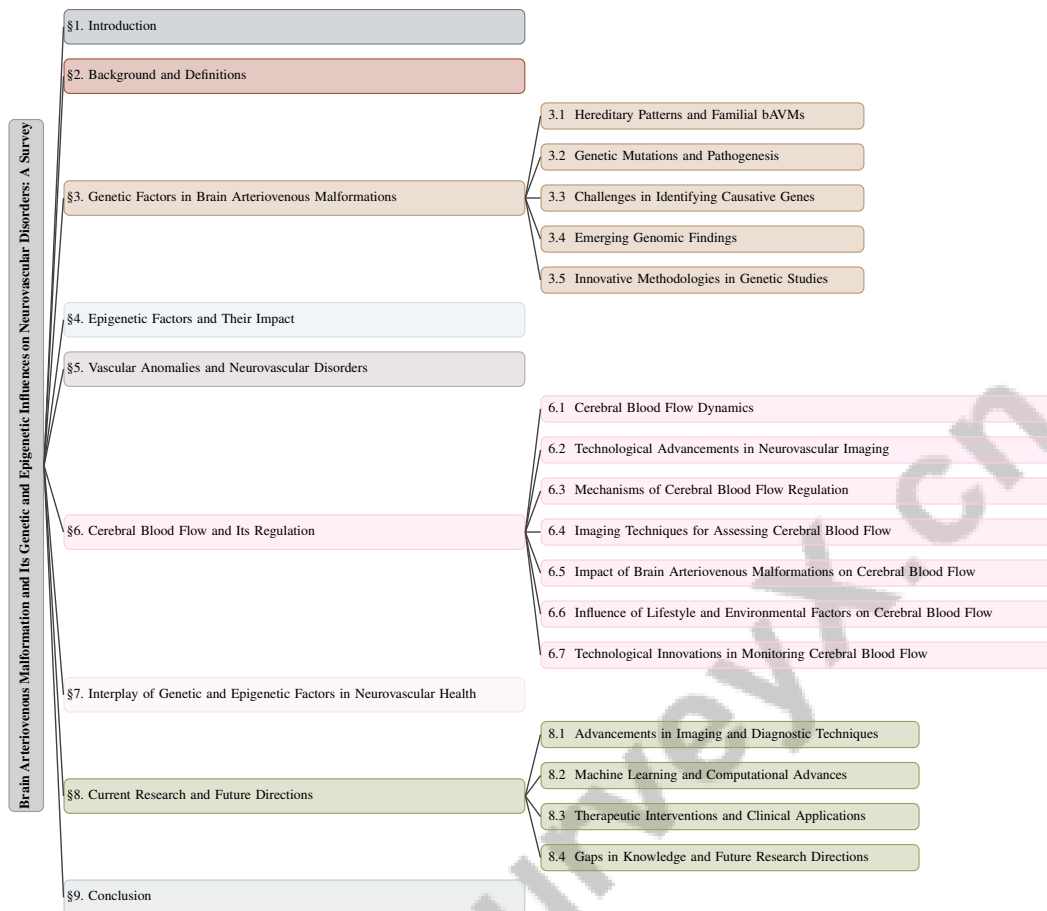 Brain Arteriovenous Malformation and Its Genetic and Epigenetic Influences on Neurovascular Disorders: A Survey
§1. Introduction
§2. Background and Definitions
§3. Genetic Factors in Brain Arteriovenous Malformations
3.1 Hereditary Patterns and Familial bAVMs
3.2 Genetic Mutations and Pathogenesis
3.3 Challenges in Identifying Causative Genes
3.4 Emerging Genomic Findings
3.5 Innovative Methodologies in Genetic Studies
§4. Epigenetic Factors and Their Impact
§5. Vascular Anomalies and Neurovascular Disorders
§6. Cerebral Blood Flow and Its Regulation
6.1 Cerebral Blood Flow Dynamics
6.2 Technological Advancements in Neurovascular Imaging
6.3 Mechanisms of Cerebral Blood Flow Regulation
6.4 Imaging Techniques for Assessing Cerebral Blood Flow
6.5 Impact of Brain Arteriovenous Malformations on Cerebral Blood Flow
6.6 Influence of Lifestyle and Environmental Factors on Cerebral Blood Flow
6.7 Technological Innovations in Monitoring Cerebral Blood Flow
§7. Interplay of Genetic and Epigenetic Factors in Neurovascular Health
§8. Current Research and Future Directions
8.1 Advancements in Imaging and Diagnostic Techniques
8.2 Machine Learning and Computational Advances
8.3 Therapeutic Interventions and Clinical Applications
8.4 Gaps in Knowledge and Future Research Directions
§9. Conclusion
urveyX.cn